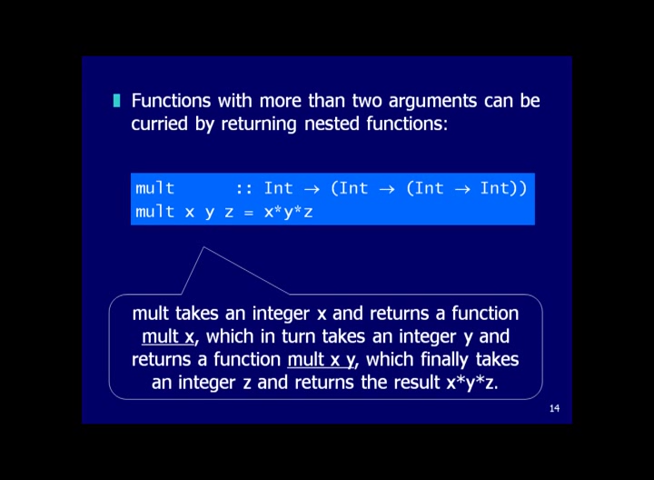 Functions with more than two arguments can be
curried by returning nested functions:
mult :: Int → (Int → (Int → Int))
mult x y z = x*y*z
mult takes an integer x and returns a function
mult x, which in turn takes an integer y and
returns a function mult x y, which finally takes
an integer z and returns the result x*y*z.
14